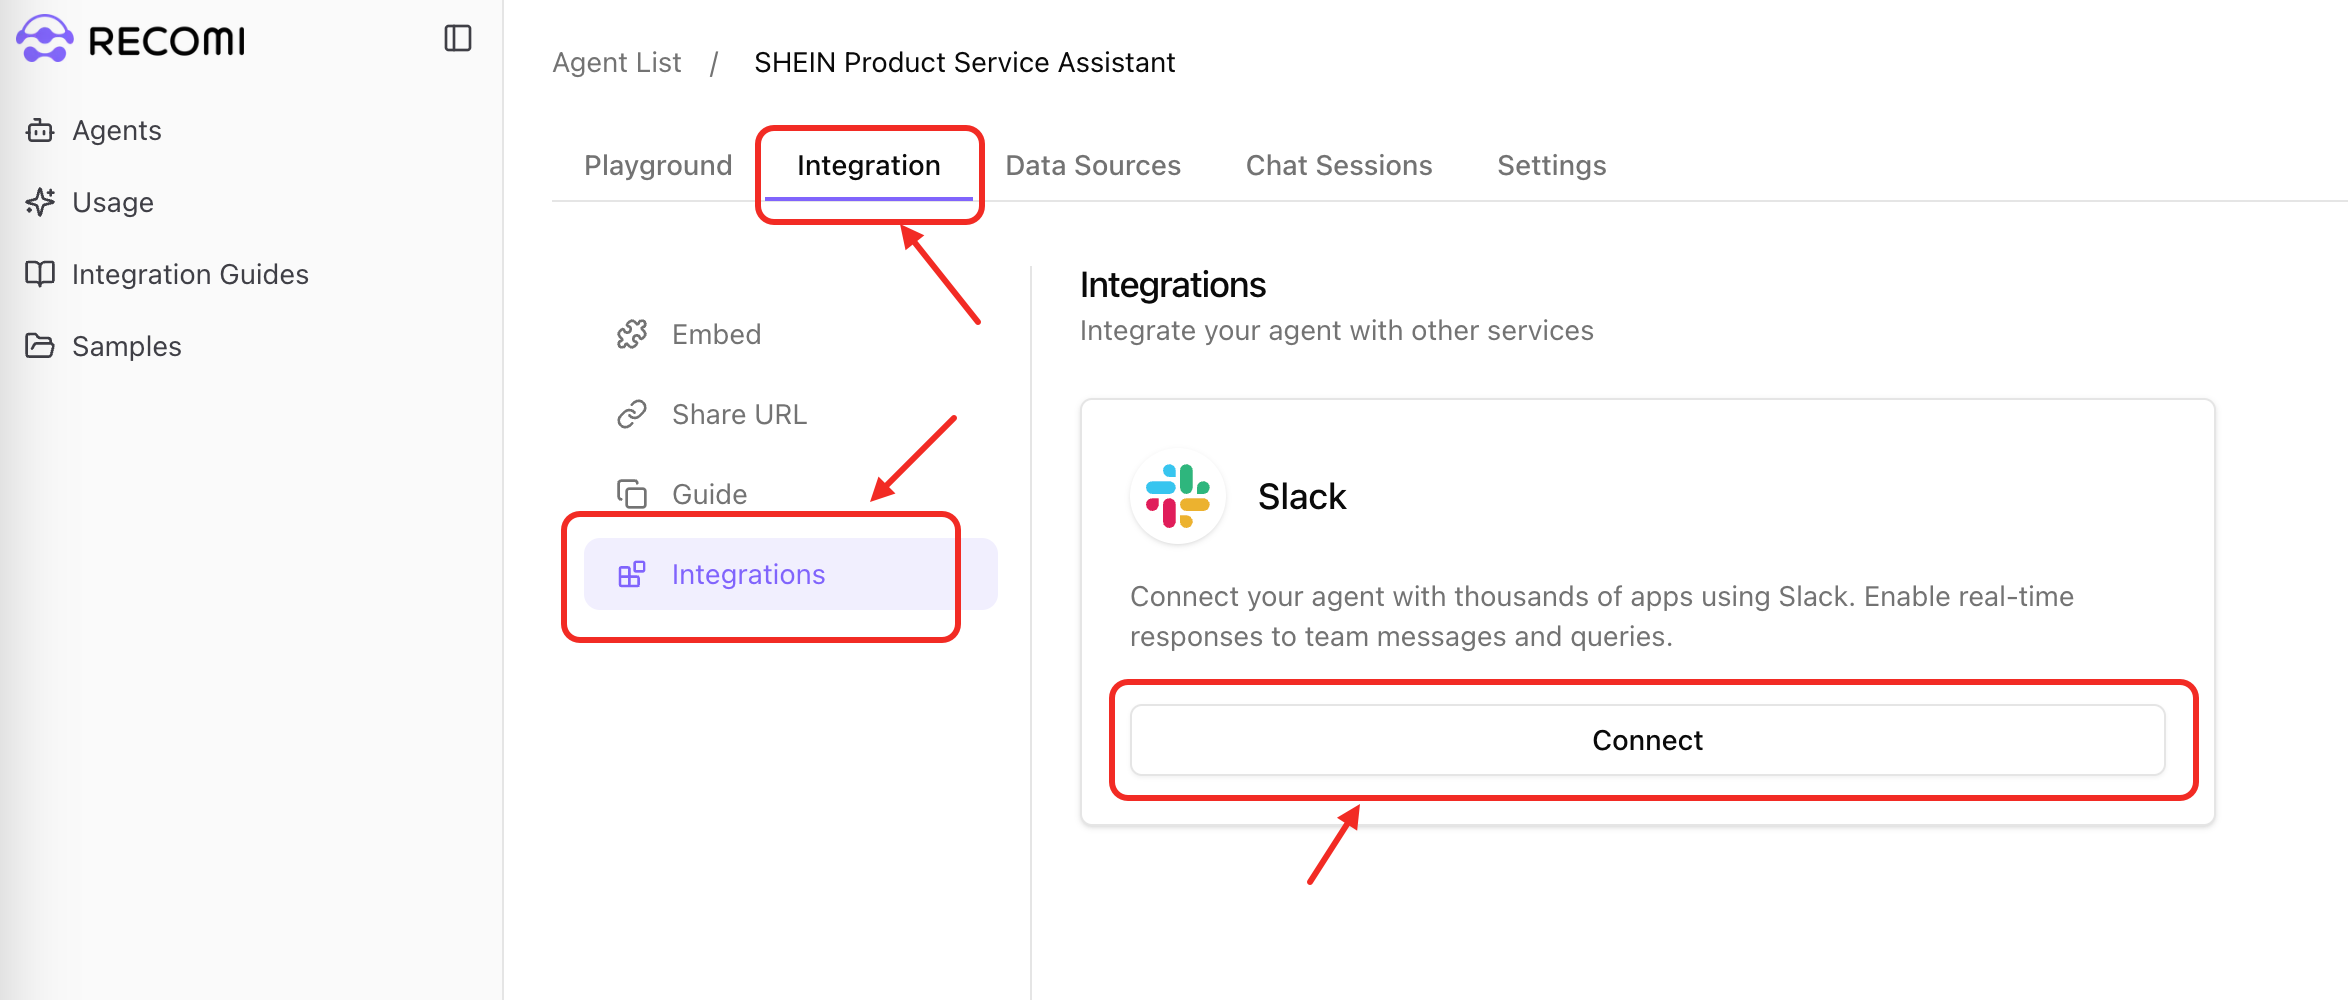 RECOMI
Agents
Usage
Integration Guides
Samples
Agent List / SHEIN Product Service Assistant
Playground Integration Data Sources Chat Sessions Settings
Embed
Share URL
Guide
Integrations
Integrations
Integrate your agent with other services
Slack
Connect your agent with thousands of apps using Slack. Enable real-time
responses to team messages and queries.
Connect